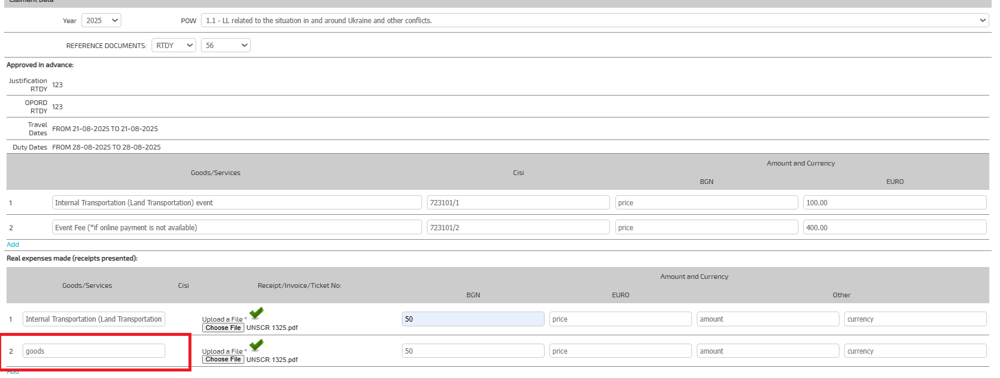 Claimant Data
Year 2025 POW 1.1 - LL related to the situation in and around Ukraine and other conflicts.
REFERENCE DOCUMENTS: RTDY 56
Approved in advance:
Justification RTDY 123
OPORD RTDY 123
Travel Dates FROM 21-08-2025 TO 21-08-2025
Duty Dates FROM 28-08-2025 TO 28-08-2025
Goods/Services Cisi Amount and Currency
BGN EURO
1 Internal Transportation (Land Transportation) event 723101/1 price 100.00
2 Event Fee (*if online payment is not available) 723101/2 price 400.00
Add
Real expenses made (receipts presented):
Goods/Services Cisi Receipt/Invoice/Ticket No: Amount and Currency
BGN EURO Other
1 Internal Transportation (Land Transportation Upload a File * 50 price amount currency
Choose File UNSCR 1325.pdf
2 goods Upload a File * 50 price amount currency
Choose File UNSCR 1325.pdf
Add